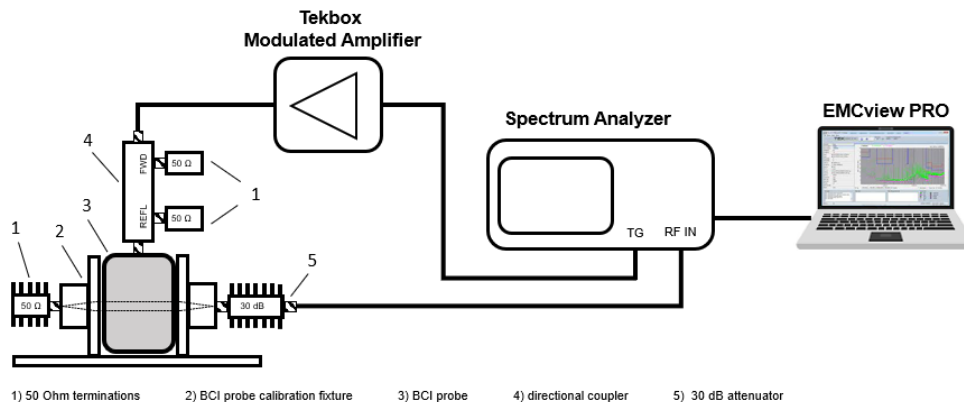 Tekbox
Modulated Amplifier
EMCview PRO
Spectrum Analyzer
4
FWD
50 Ω
1
3
REFL
50 Ω
TG
RF IN
1
2
5
50 Ω
30 dB
1) 50 Ohm terminations
2) BCI probe calibration fixture
3) BCI probe
4) directional coupler
5) 30 dB attenuator